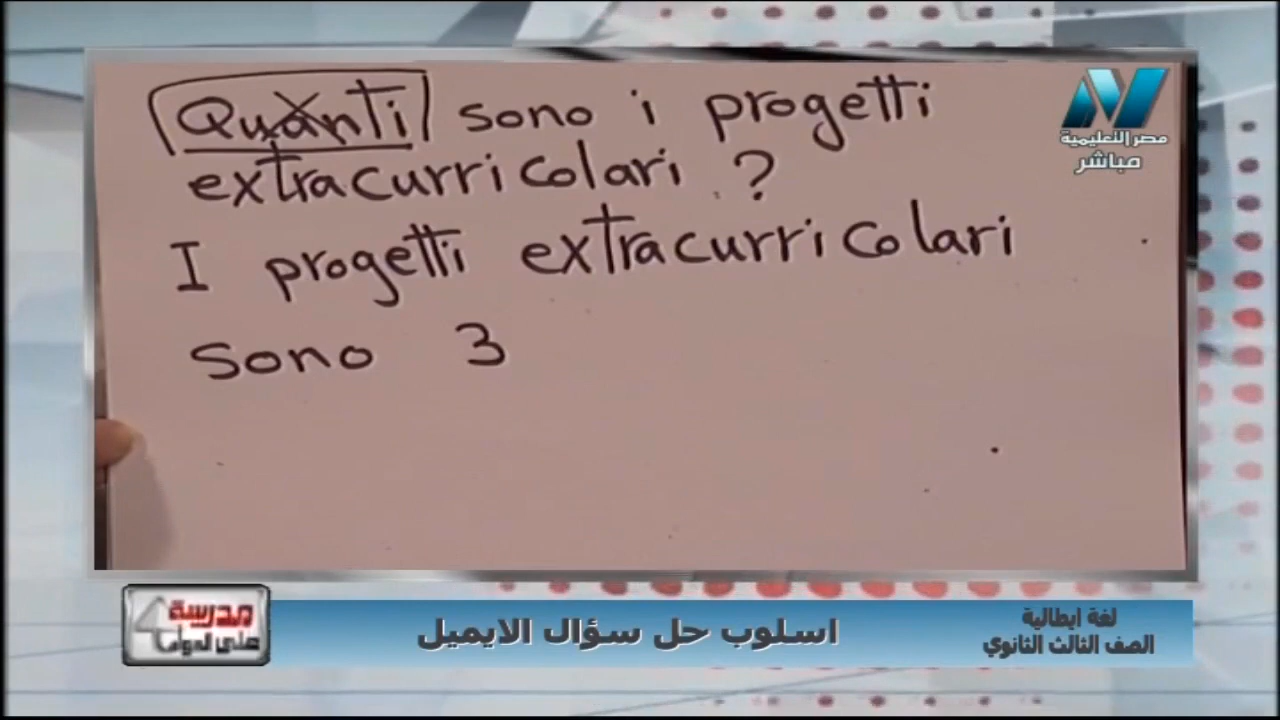 Quanti sono i progetti
extracurricolari ?
I progetti extracurricolari
sono 3
مصر التعليمية
مباشر
لغة ايطالية
الصف الثالث الثانوي
اسلوب حل سؤال الايميل
مدرسة
على الهواء